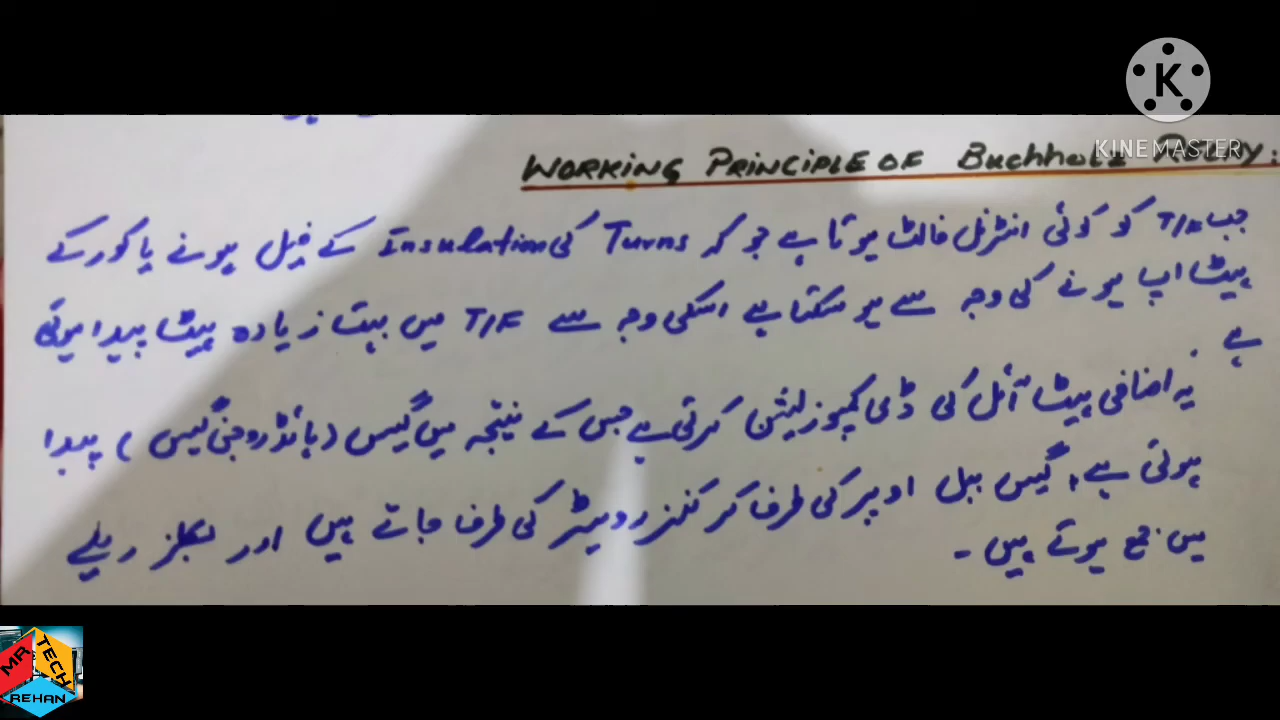 KINEMASTER
WORKING PRINCIPLE OF Buchholz Relay:
جب T/F کو کوئی انٹرنل فالٹ ہوتا ہے جو کہ Turns کی Insulation کے فیل ہونے یا کور کے
ہیٹ اپ ہونے کی وجہ سے ہو سکتا ہے اسکی وجہ سے T/F میں بہت زیادہ ہیٹ پیدا ہوتی
ہے
یہ اضافی ہیٹ آئل کی ڈی کمپوزیشن کرتی ہے جس کے نتیجہ میں گیس (ہائڈروجن گیس) پیدا
ہوتی ہے، گیس ببل اوپر کی طرف کنزرویٹر کی طرف جاتے ہیں اور بکلز ریلے
میں جمع ہوتے ہیں ۔
MR
TECH
REHAN